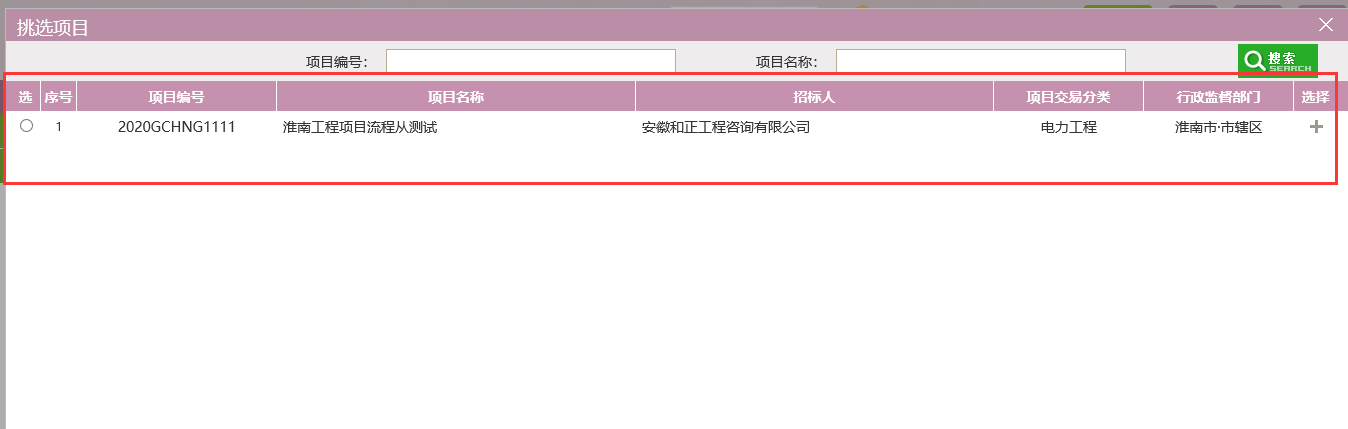 挑选项目
项目编号： 项目名称： 搜索 SEARCH
选 序号 项目编号 项目名称 招标人 项目交易分类 行政监督部门 选择
1 2020GCHNG1111 淮南工程项目流程从测试 安徽和正工程咨询有限公司 电力工程 淮南市·市辖区